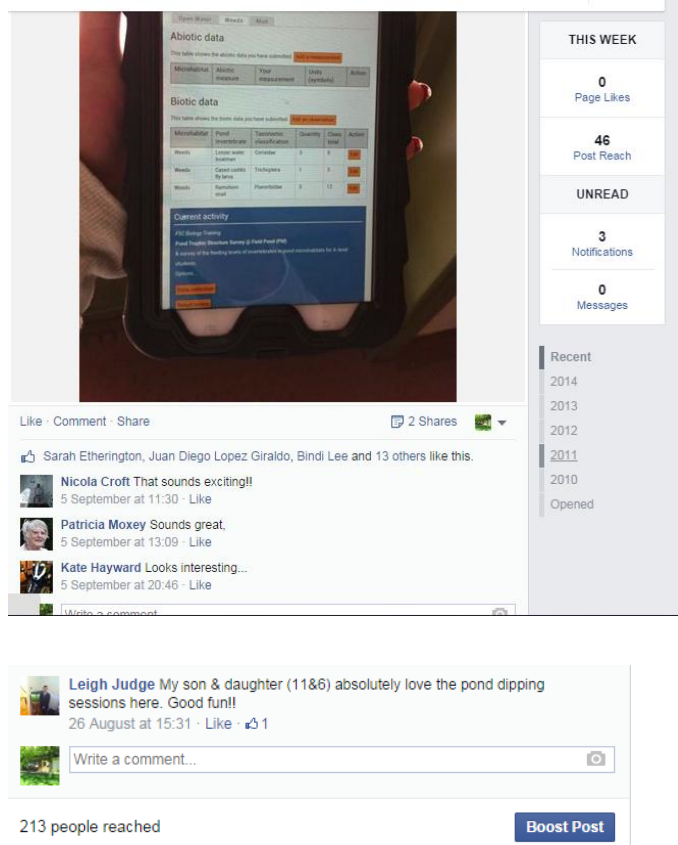 Open Water Weeds Mud
Abiotic data
This table shows the abiotic data you have submitted. Add a measurement
Microhabitat Abiotic measure Your measurement Units (symbols) Action
Biotic data
This table shows the biotic data you have submitted. Add an observation
Microhabitat Pond invertebrate Taxonomic classification Quantity Class total Action
Weeds Lesser water boatman Corixidae
Weeds Cased caddis fly larva Trichoptera
Weeds Ramshorn snail Planorbidae
Current activity
FSC Biology Training
Pond Trophic Structure Survey @ Field Pond (FM)
A survey of the feeding levels of invertebrates in pond microhabitats for A level
students.
Options...
THIS WEEK
0
Page Likes
46
Post Reach
UNREAD
3
Notifications
0
Messages
Recent
2014
2013
2012
2011
2010
Opened
Like · Comment · Share 2 Shares
Sarah Etherington, Juan Diego Lopez Giraldo, Bindi Lee and 13 others like this.
Nicola Croft That sounds exciting!!
5 September at 11:30 · Like
Patricia Moxey Sounds great,
5 September at 13:09 · Like
Kate Hayward Looks interesting...
5 September at 20:46 · Like
Write a comment...
Leigh Judge My son & daughter (11&6) absolutely love the pond dipping
sessions here. Good fun!!
26 August at 15:31 · Like · 1
Write a comment...
213 people reached Boost Post